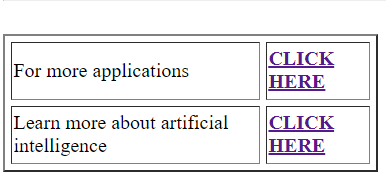 For more applications
CLICK
HERE
Learn more about artificial
intelligence
CLICK
HERE